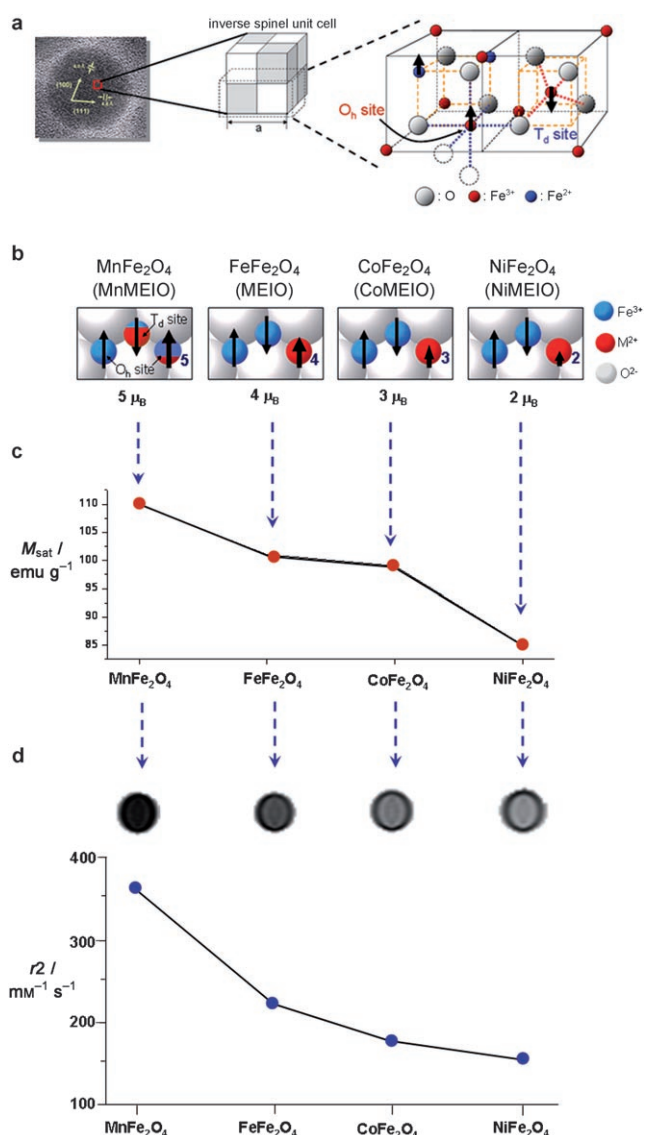 a
inverse spinel unit cell
(100)
(111)
a
Oh site
Td site
: O : Fe³⁺ : Fe²⁺
b
MnFe₂O₄ FeFe₂O₄ CoFe₂O₄ NiFe₂O₄
(MnMEIO) (MEIO) (CoMEIO) (NiMEIO)
Td site
Oh site
5 4 3 2
Fe³⁺
M²⁺
O²⁻
5 μB 4 μB 3 μB 2 μB
c
Msat /
emu g⁻¹
110
105
100
95
90
85
MnFe₂O₄ FeFe₂O₄ CoFe₂O₄ NiFe₂O₄
d
r2 /
mM⁻¹ s⁻¹
400
300
200
100
MnFe₂O₄ FeFe₂O₄ CoFe₂O₄ NiFe₂O₄